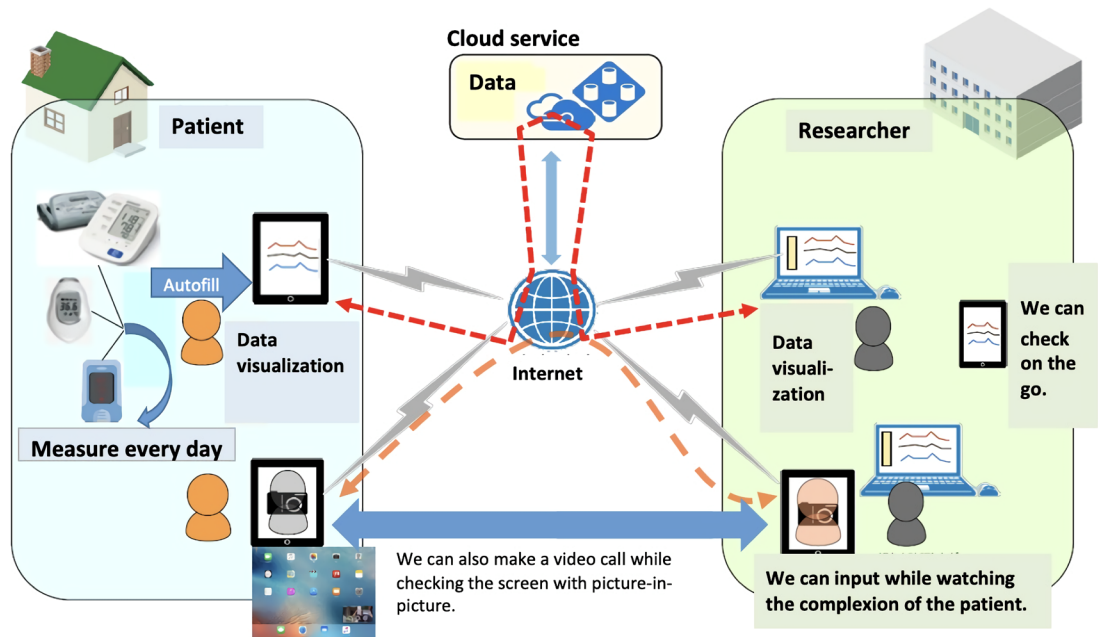 Cloud service
Data
Patient
Researcher
Autofill
Data
visualization
Measure every day
Internet
Data
visuali-
zation
We can
check
on the
go.
We can also make a video call while
checking the screen with picture-in-
picture.
We can input while watching
the complexion of the patient.